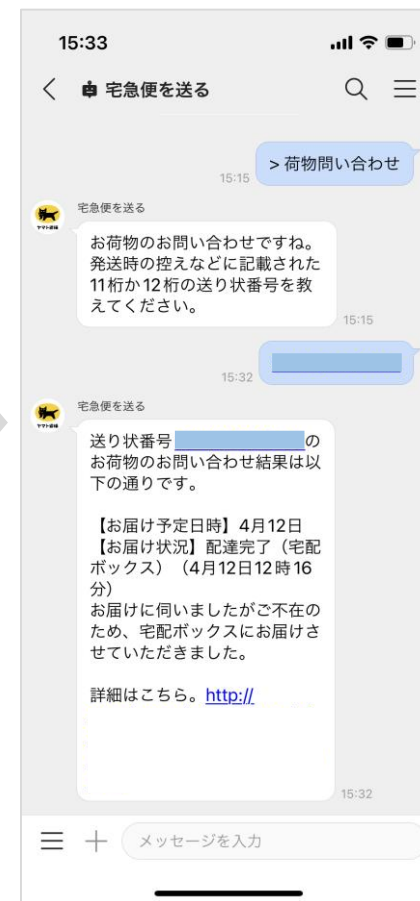 15:33
宅急便を送る
> 荷物問い合わせ
15:15
宅急便を送る
お荷物のお問い合わせですね。
発送時の控えなどに記載された
11桁か12桁の送り状番号を教
えてください。
15:15
15:32
宅急便を送る
送り状番号 の
お荷物のお問い合わせ結果は以
下の通りです。
【お届け予定日時】4月12日
【お届け状況】配達完了（宅配
ボックス）（4月12日12時16
分）
お届けに伺いましたがご不在の
ため、宅配ボックスにお届けさ
せていただきました。
詳細はこちら。http://
15:32
メッセージを入力